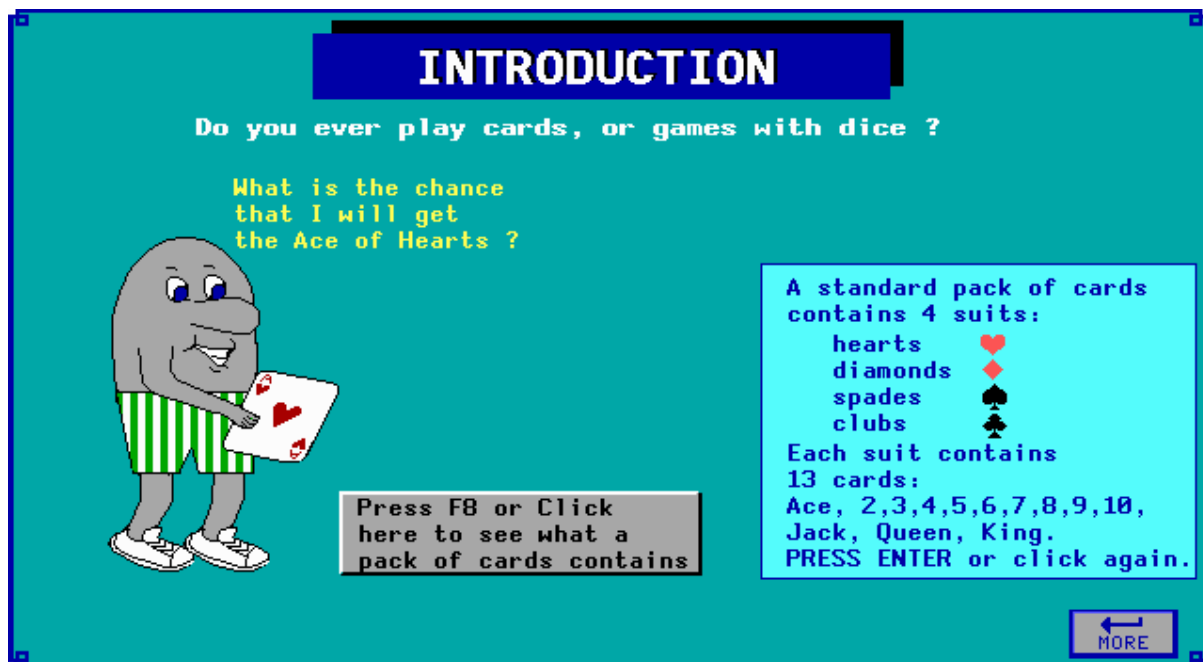 INTRODUCTION
Do you ever play cards, or games with dice ?
What is the chance
that I will get
the Ace of Hearts ?
A standard pack of cards
contains 4 suits:
hearts
diamonds
spades
clubs
Each suit contains
13 cards:
Ace, 2,3,4,5,6,7,8,9,10,
Jack, Queen, King.
PRESS ENTER or click again.
Press F8 or Click
here to see what a
pack of cards contains
MORE